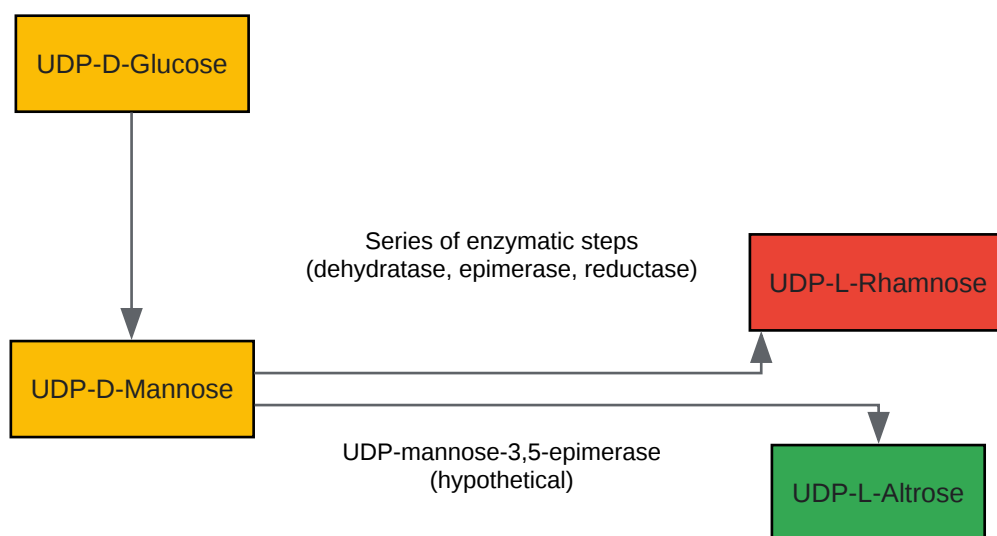 UDP-D-Glucose
Series of enzymatic steps
(dehydratase, epimerase, reductase)
UDP-L-Rhamnose
UDP-D-Mannose
UDP-mannose-3,5-epimerase
(hypothetical)
UDP-L-Altrose